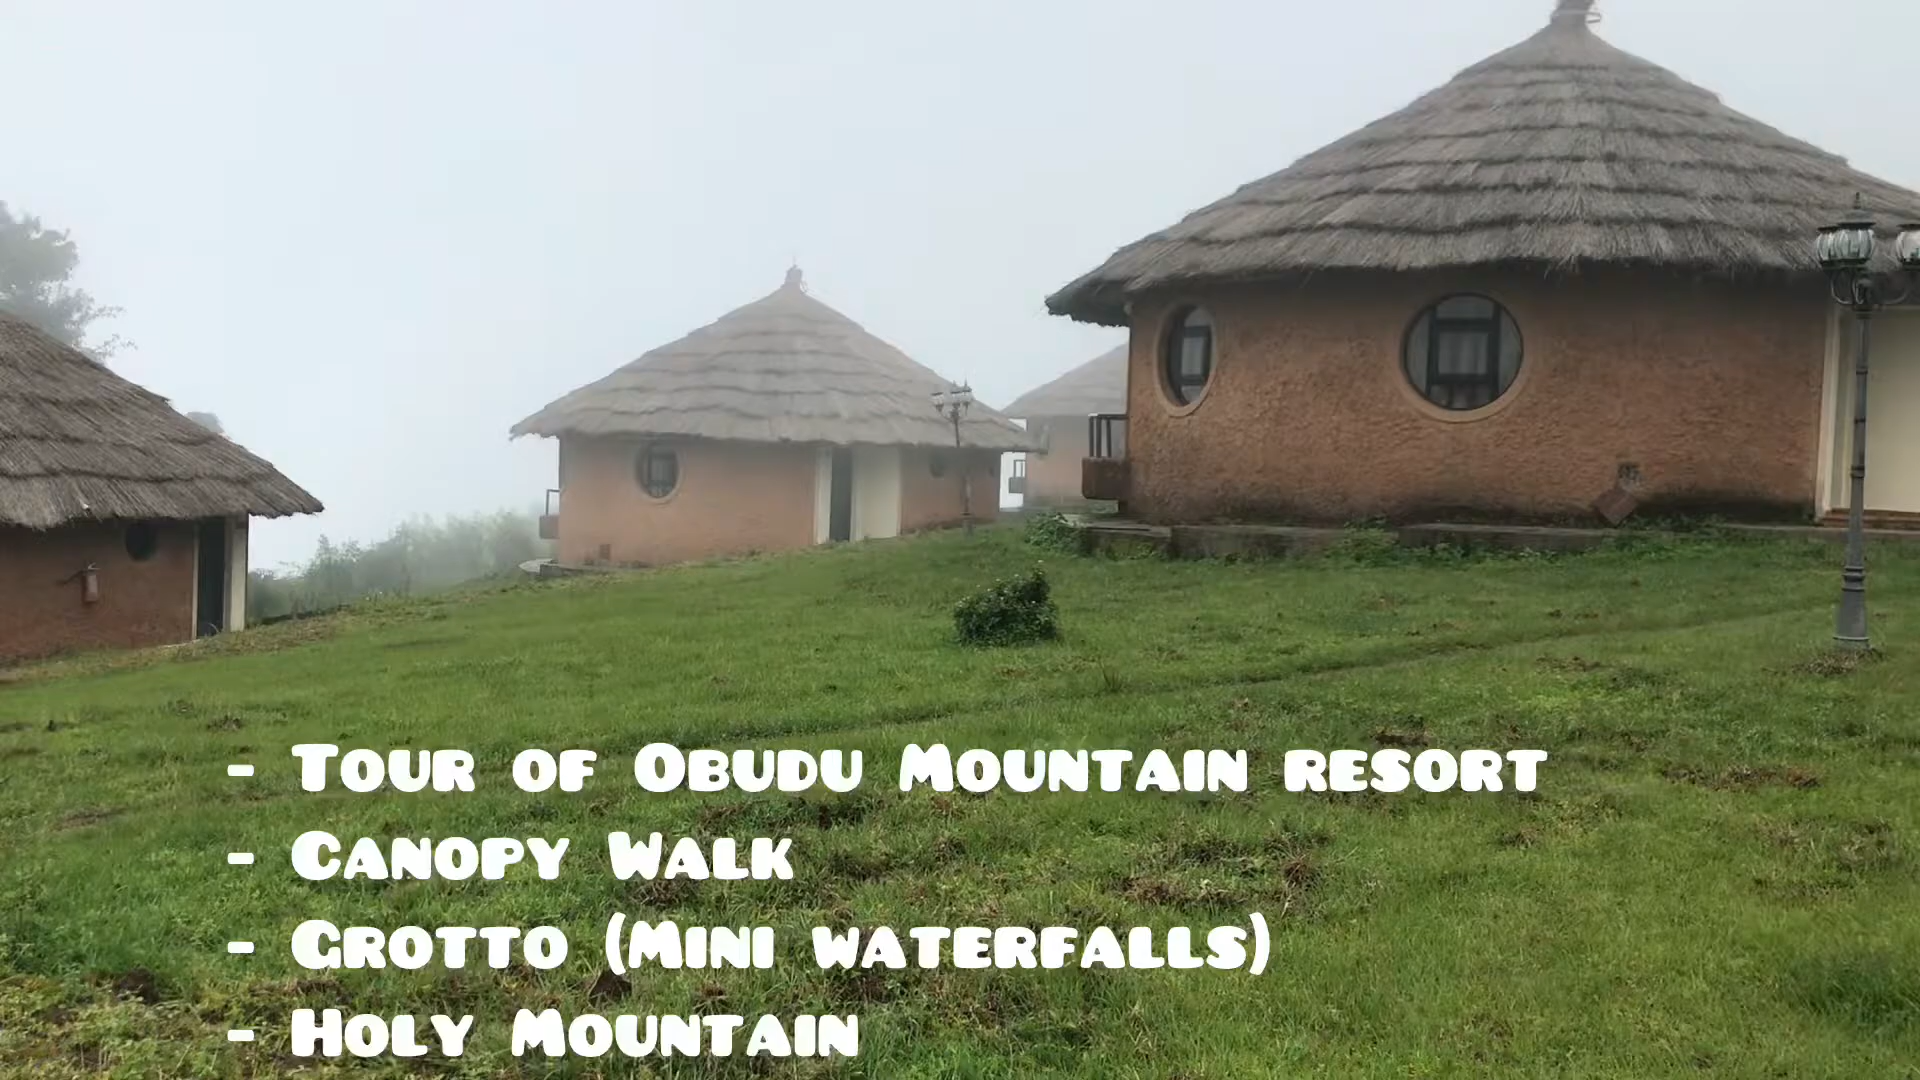 - Tour of Obudu Mountain resort
- Canopy Walk
- Grotto (Mini waterfalls)
- Holy Mountain